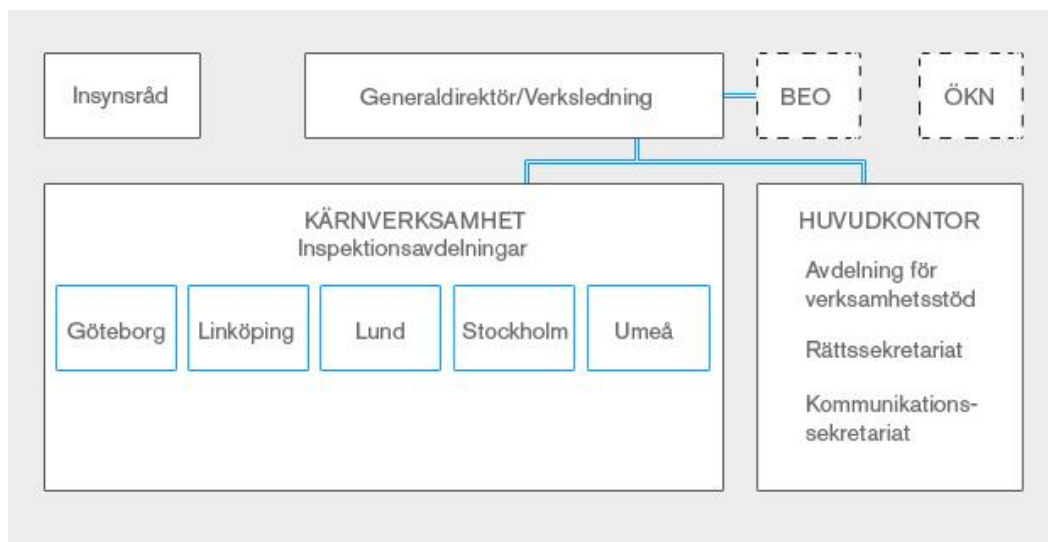 Insynsråd
Generaldirektör/Verksledning
BEO
ÖKN
KÄRNVERKSAMHET
Inspektionsavdelningar
Göteborg
Linköping
Lund
Stockholm
Umeå
HUVUDKONTOR
Avdelning för
verksamhetsstöd
Rättssekretariat
Kommunikations-
sekretariat